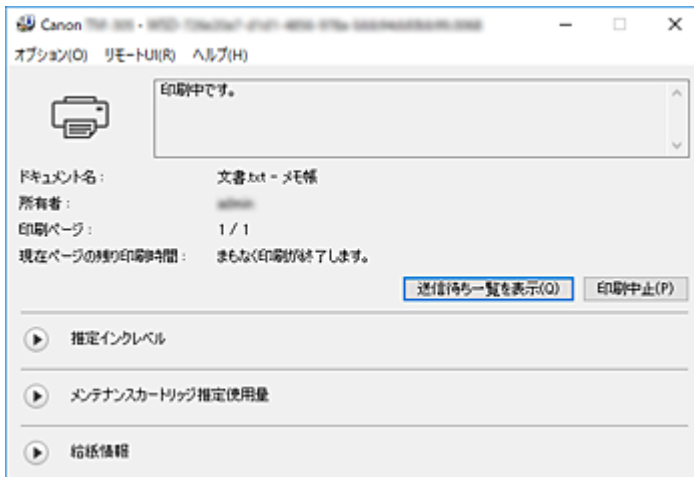 Canon
オプション(O) リモートUI(R) ヘルプ(H)
印刷中です。
ドキュメント名： 文書.txt - メモ帳
所有者：
印刷ページ： 1 / 1
現在ページの残り印刷時間： まもなく印刷が終了します。
送信待ち一覧を表示(Q) 印刷中止(P)
推定インクレベル
メンテナンスカートリッジ推定使用量
給紙情報